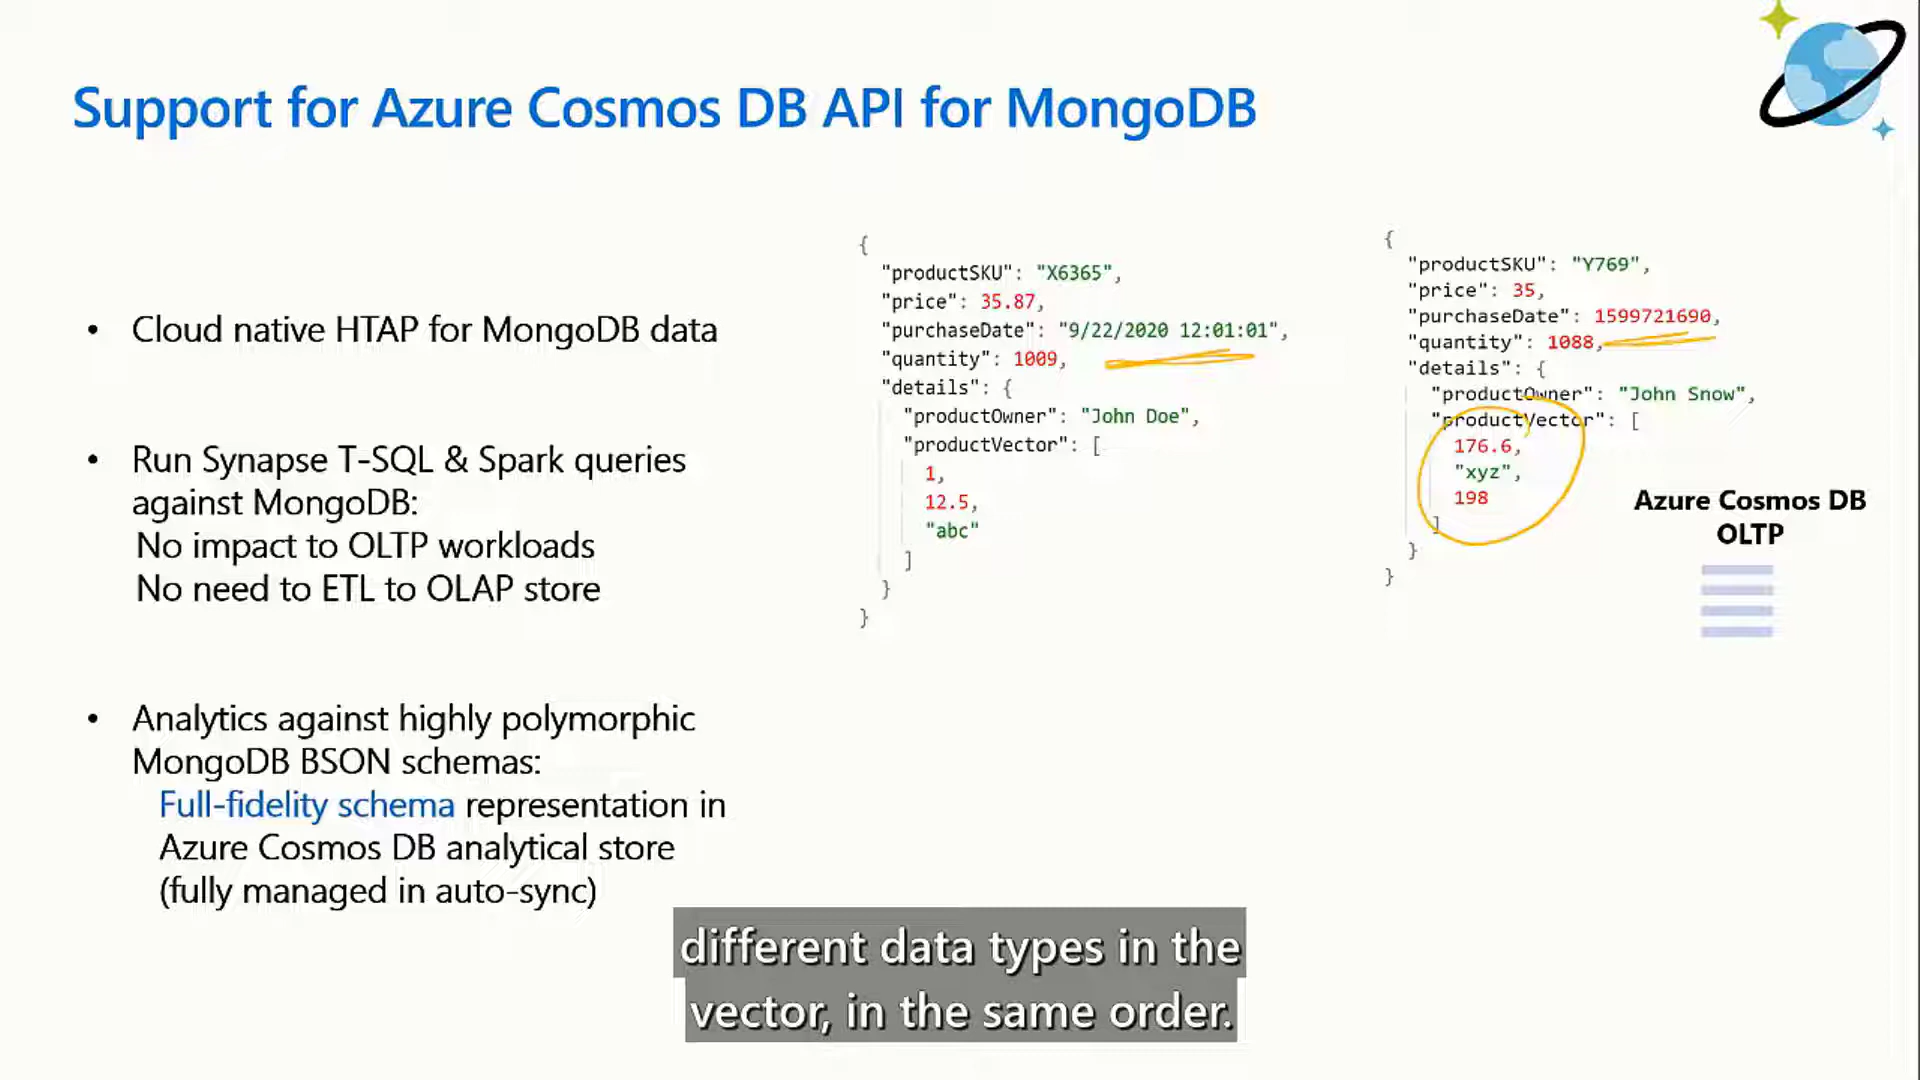 Support for Azure Cosmos DB API for MongoDB
• Cloud native HTAP for MongoDB data
• Run Synapse T-SQL & Spark queries
against MongoDB:
No impact to OLTP workloads
No need to ETL to OLAP store
• Analytics against highly polymorphic
MongoDB BSON schemas:
Full-fidelity schema representation in
Azure Cosmos DB analytical store
(fully managed in auto-sync)
{
"productSKU": "X6365",
"price": 35.87,
"purchaseDate": "9/22/2020 12:01:01",
"quantity": 1009,
"details": {
"productOwner": "John Doe",
"productVector": [
1,
12.5,
"abc"
]
}
}
{
"productSKU": "Y769",
"price": 35,
"purchaseDate": 1599721690,
"quantity": 1088,
"details": {
"productOwner": "John Snow",
"productVector": [
176.6,
"xyz",
198
]
}
}
Azure Cosmos DB
OLTP
different data types in the
vector, in the same order.